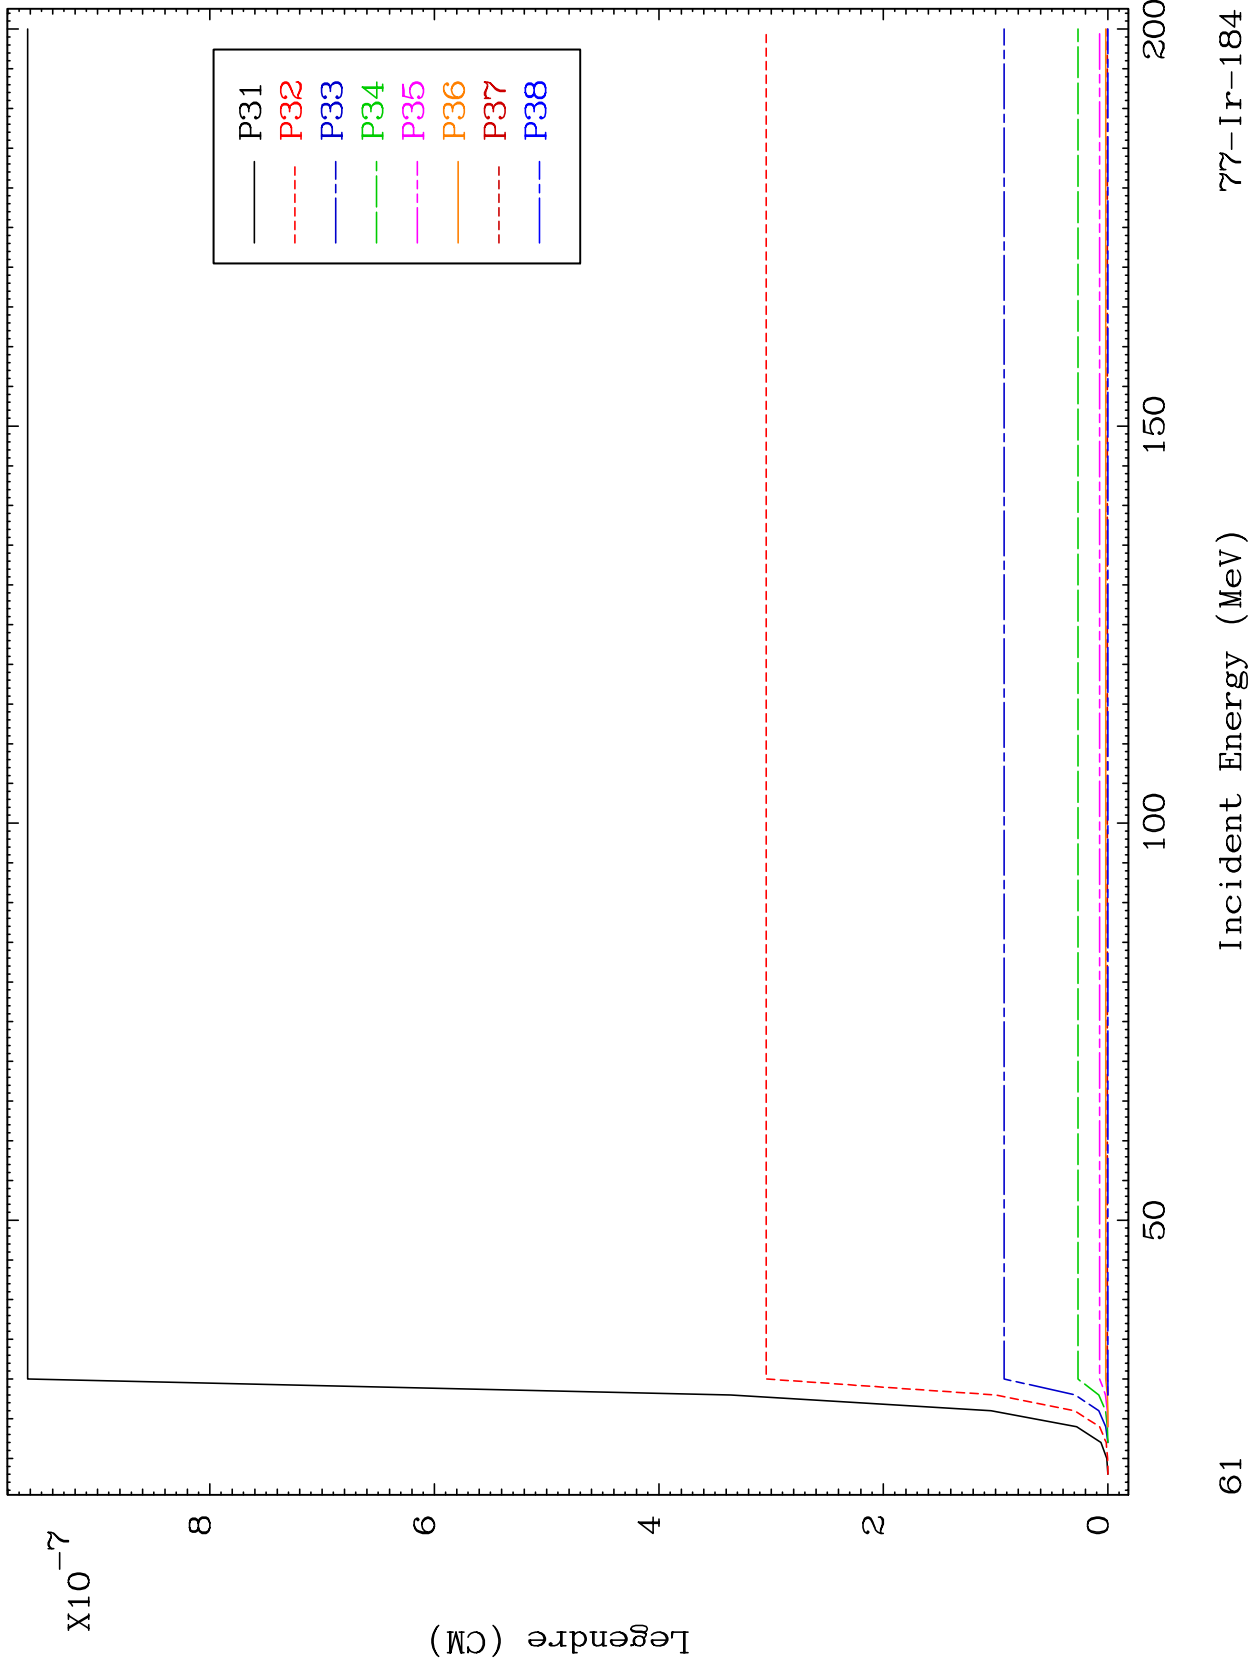 X10-7
8
6
4
2
0
Legendre (CM)
P31
P32
P33
P34
P35
P36
P37
P38
50
100
150
200
Incident Energy (MeV)
61
77-Ir-184